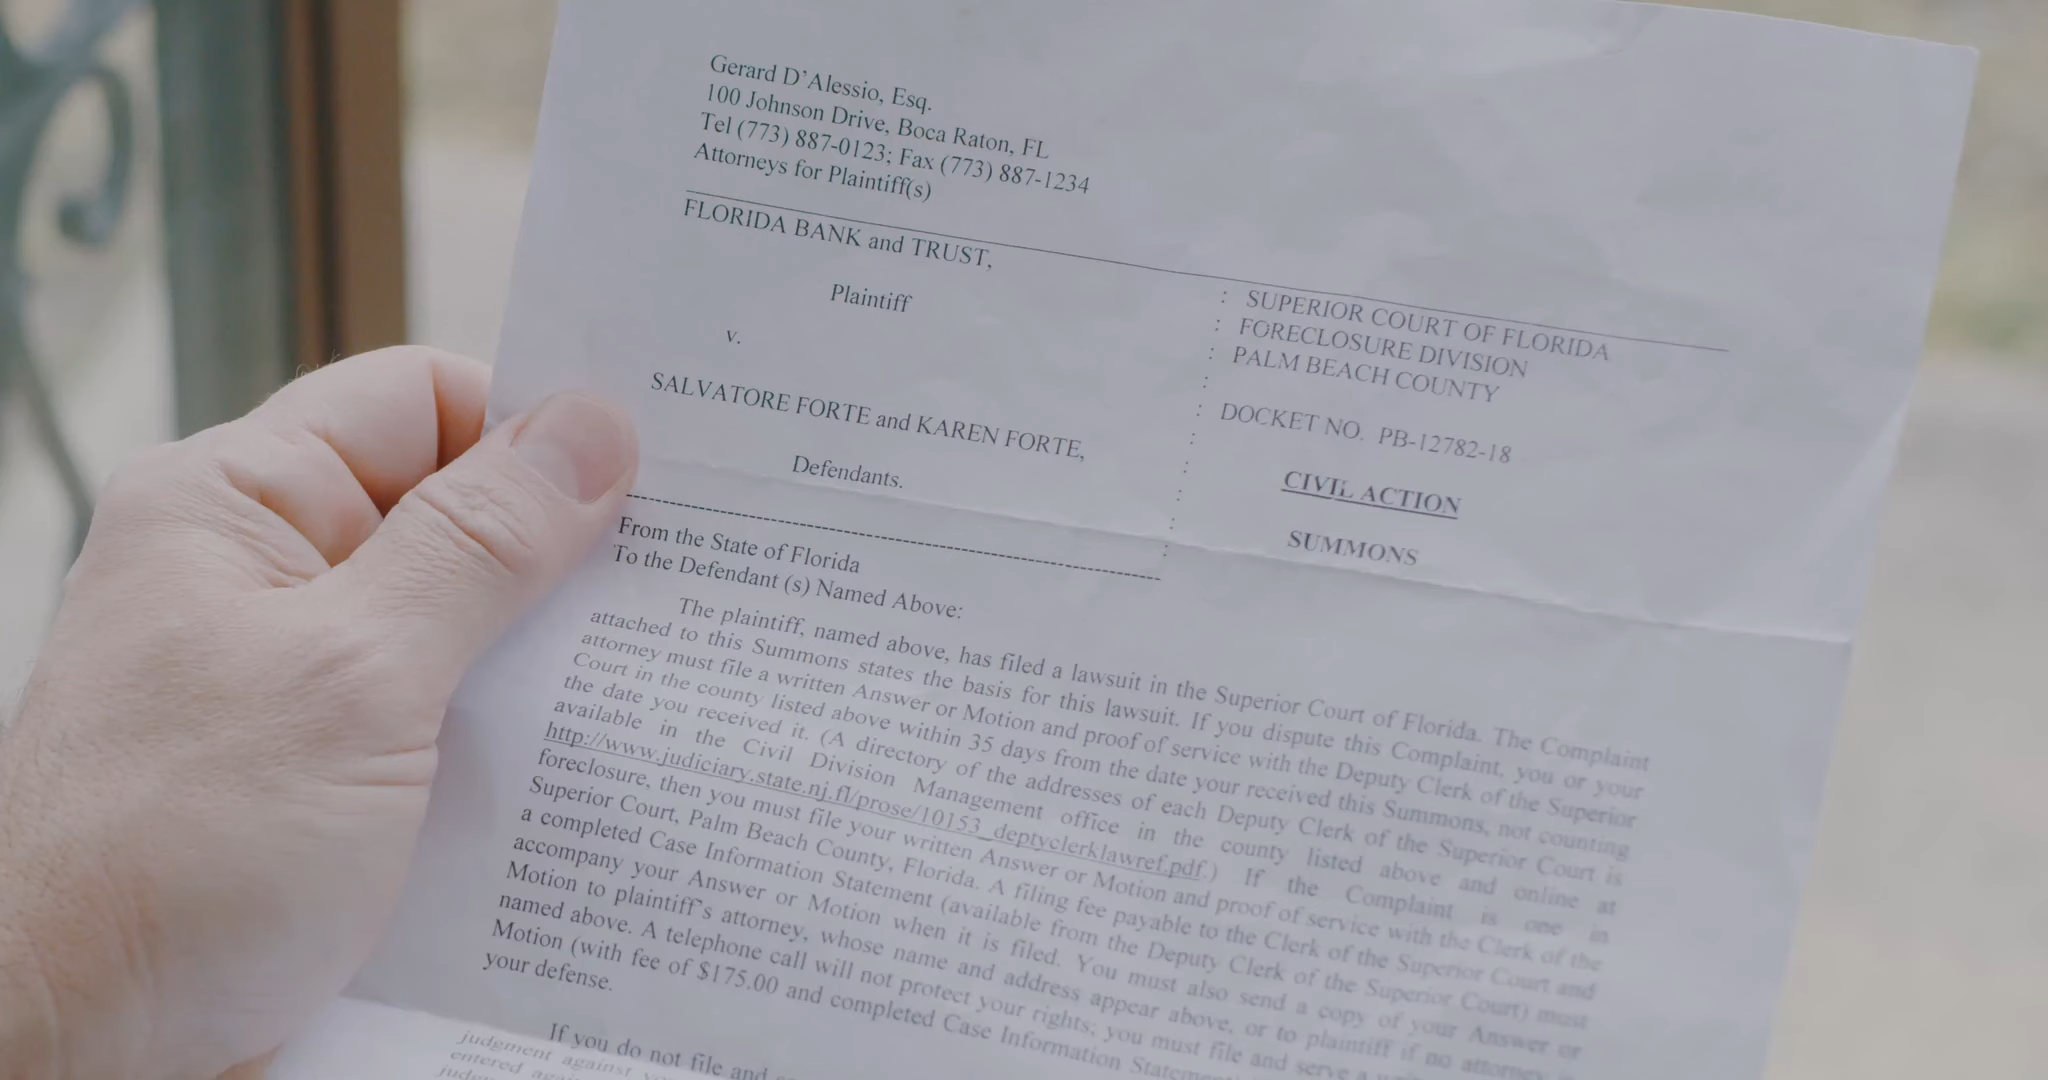 Gerard D'Alessio, Esq.
100 Johnson Drive, Boca Raton, FL
Tel (773) 887-0123; Fax (773) 887-1234
Attorneys for Plaintiff(s)
FLORIDA BANK and TRUST,
Plaintiff
v.
SALVATORE FORTE and KAREN FORTE,
Defendants.
: SUPERIOR COURT OF FLORIDA
: FORECLOSURE DIVISION
: PALM BEACH COUNTY
:
: DOCKET NO. PB-12782-18
:
: CIVIL ACTION
:
: SUMMONS
:
From the State of Florida
To the Defendant (s) Named Above:
The plaintiff, named above, has filed a lawsuit in the Superior Court of Florida. The Complaint
attached to this Summons states the basis for this lawsuit. If you dispute this Complaint, you or your
attorney must file a written Answer or Motion and proof of service with the Deputy Clerk of the Superior
Court in the county listed above within 35 days from the date your received this Summons, not counting
the date you received it. (A directory of the addresses of each Deputy Clerk of the Superior Court is
available in the Civil Division Management office in the county listed above and online at
http://www.judiciary.state.nj.fl/prose/10153_deptyclerklawref.pdf.) If the Complaint is one in
foreclosure, then you must file your written Answer or Motion and proof of service with the Clerk of the
Superior Court, Palm Beach County, Florida. A filing fee payable to the Clerk of the Superior Court and
a completed Case Information Statement (available from the Deputy Clerk of the Superior Court) must
accompany your Answer or Motion when it is filed. You must also send a copy of your Answer or
Motion to plaintiff's attorney, whose name and address appear above, or to plaintiff if no attorney
named above. A telephone call will not protect your rights; you must file and serve a
Motion (with fee of $175.00 and completed Case Information
your defense.
If you do not file and
judgment against
entered